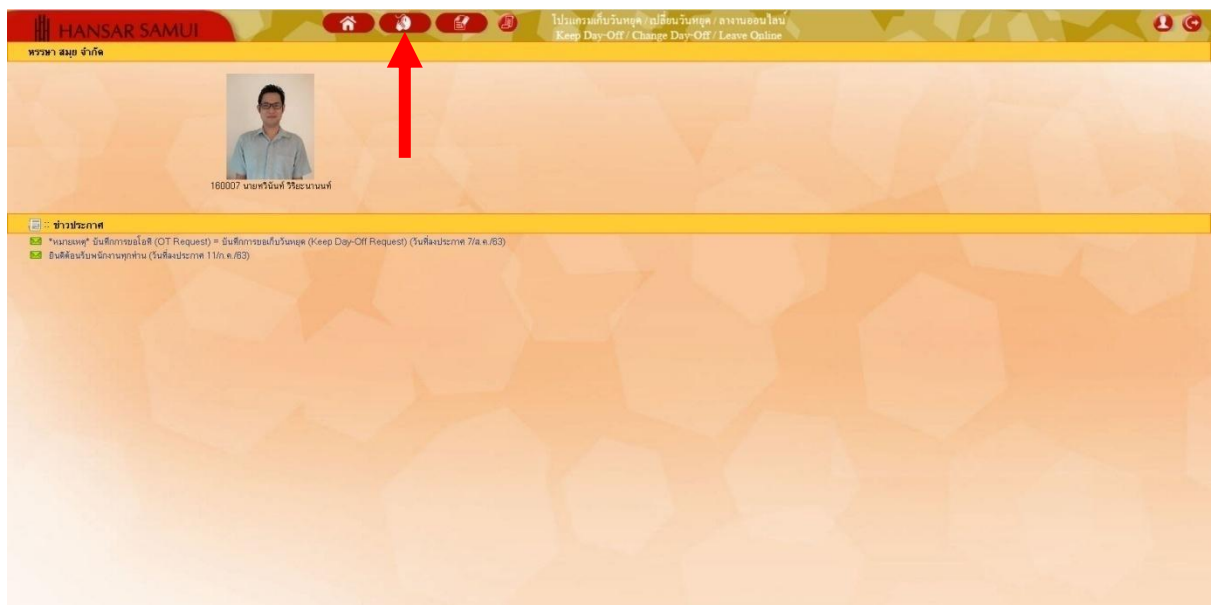 HANSAR SAMUI
โปรแกรมเก็บวันหยุด / เปลี่ยนวันหยุด / ลางานออนไลน์
Keep Day-Off / Change Day-Off / Leave Online
หรรษา สมุย จำกัด
160007 นายทวินันท์ วิริยะนานนท์
:: ข่าวประกาศ
*หมายเหตุ* บันทึกการขอโอที (OT Request) = บันทึกการขอเก็บวันหยุด (Keep Day-Off Request) (วันที่ลงประกาศ 7/ส.ค./63)
ยินดีต้อนรับพนักงานทุกท่าน (วันที่ลงประกาศ 11/ก.ค./63)